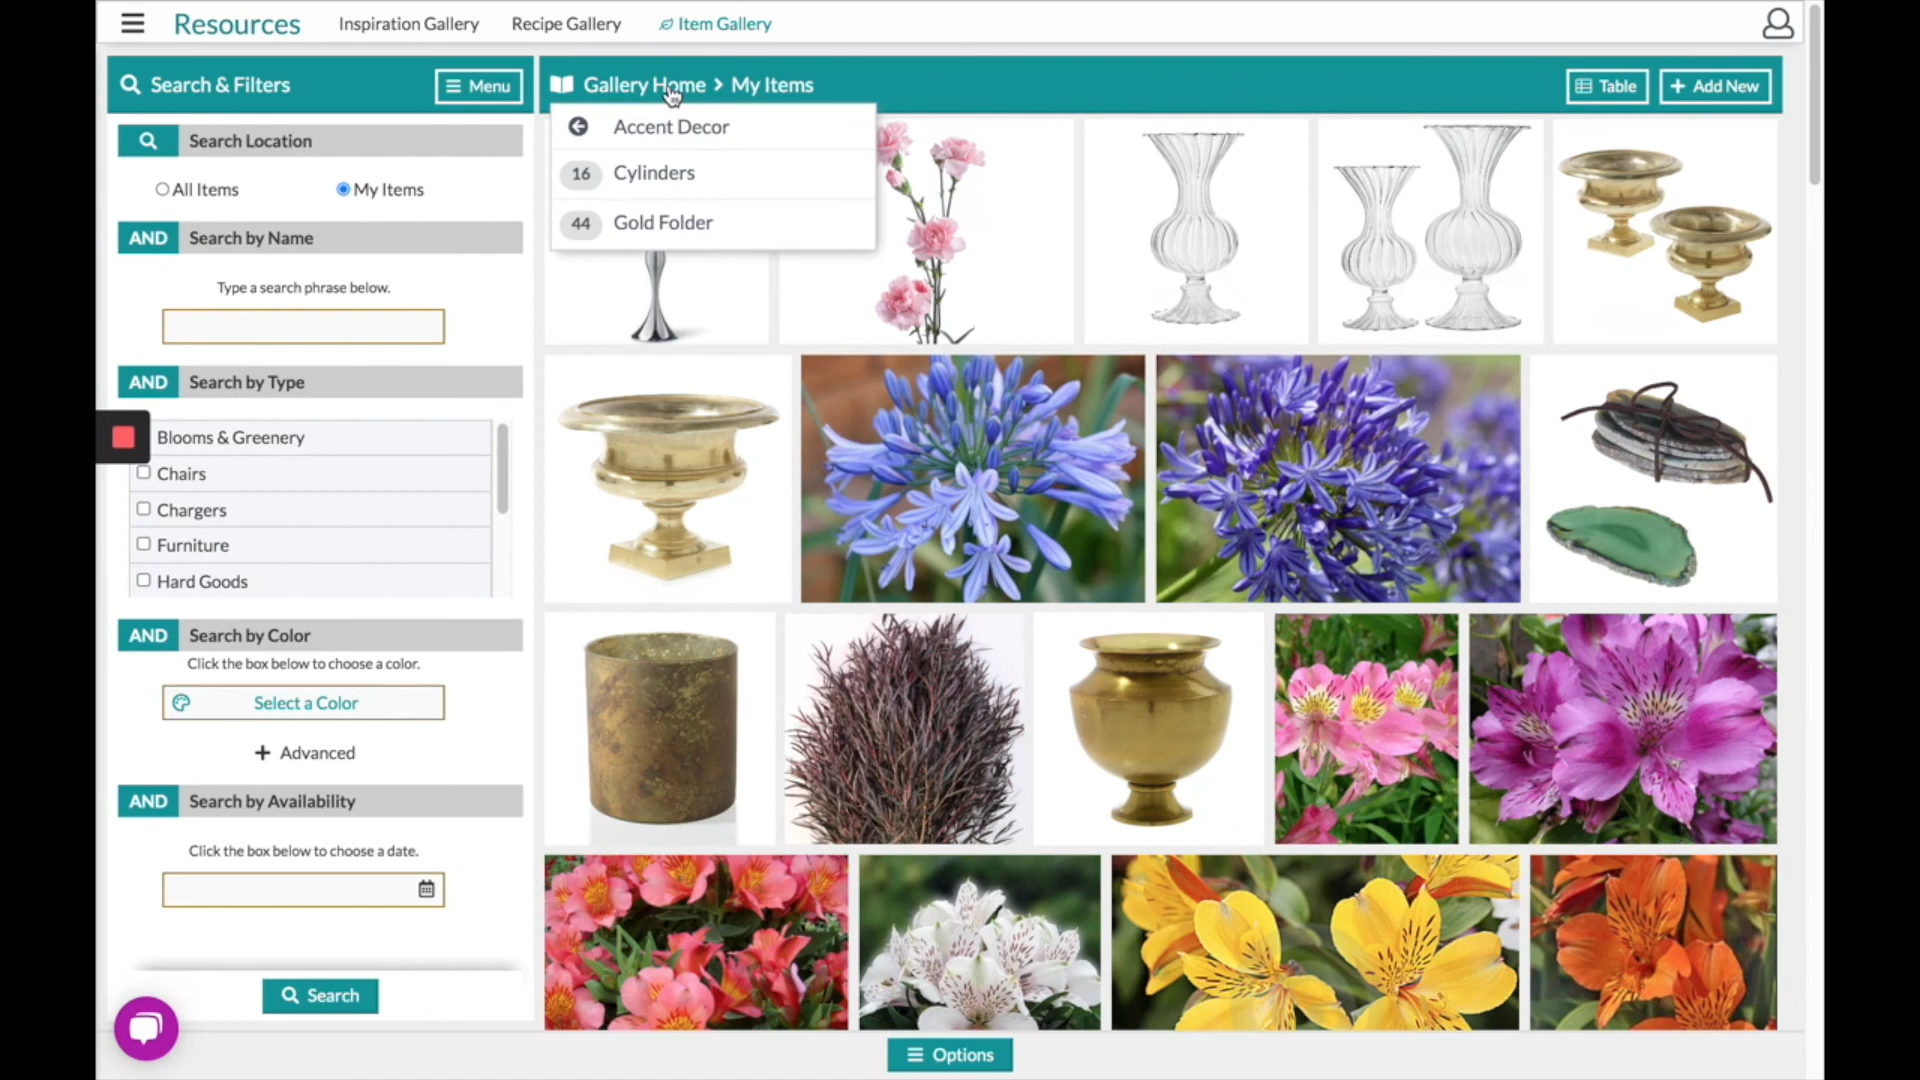 Resources
Inspiration Gallery
Recipe Gallery
Item Gallery
Search & Filters
Menu
Gallery Home > My Items
Table
+ Add New
Accent Decor
16 Cylinders
44 Gold Folder
Search Location
All Items
My Items
AND Search by Name
Type a search phrase below.
AND Search by Type
Blooms & Greenery
Chairs
Chargers
Furniture
Hard Goods
AND Search by Color
Click the box below to choose a color.
Select a Color
+ Advanced
AND Search by Availability
Click the box below to choose a date.
Search
Options